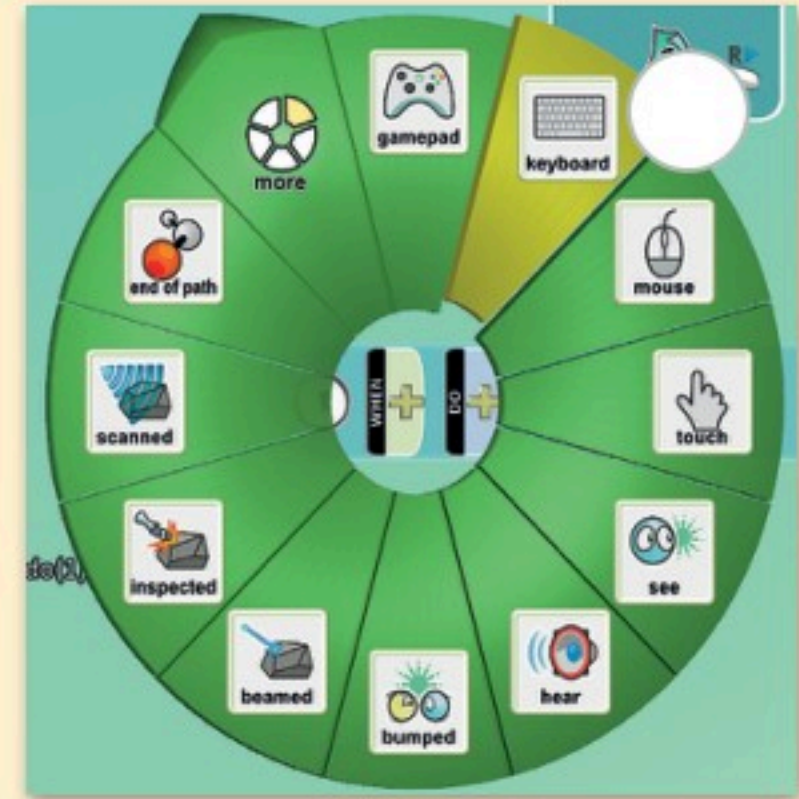 R
gamepad
keyboard
more
mouse
end of path
WHEN
DO
scanned
touch
inspected
see
beamed
hear
bumped